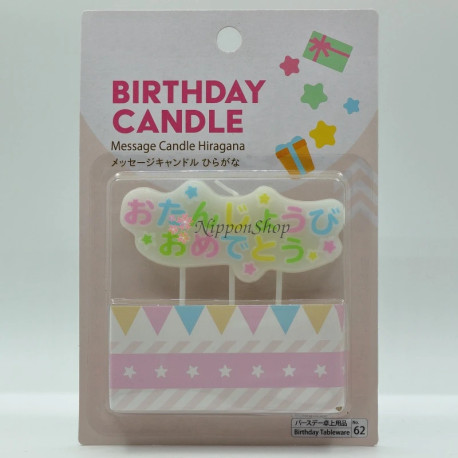 BIRTHDAY
CANDLE
Message Candle Hiragana
メッセージキャンドル ひらがな
おたんじょうび
NipponShop
おめでとう
バースデー卓上用品
Birthday Tableware
No.
62